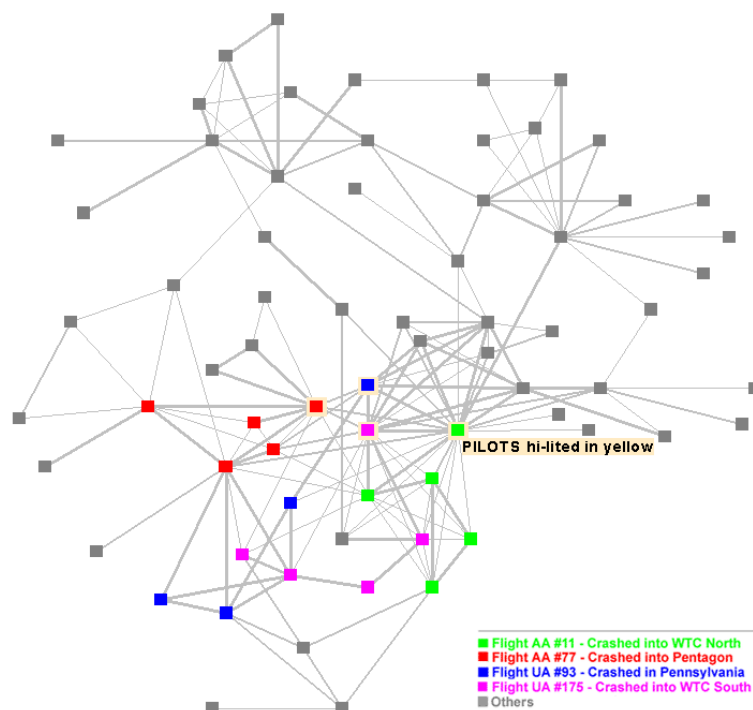 PILOTS hi-lited in yellow
Flight AA #11 - Crashed into WTC North
Flight AA #77 - Crashed into Pentagon
Flight UA #93 - Crashed in Pennsylvania
Flight UA #175 - Crashed into WTC South
Others